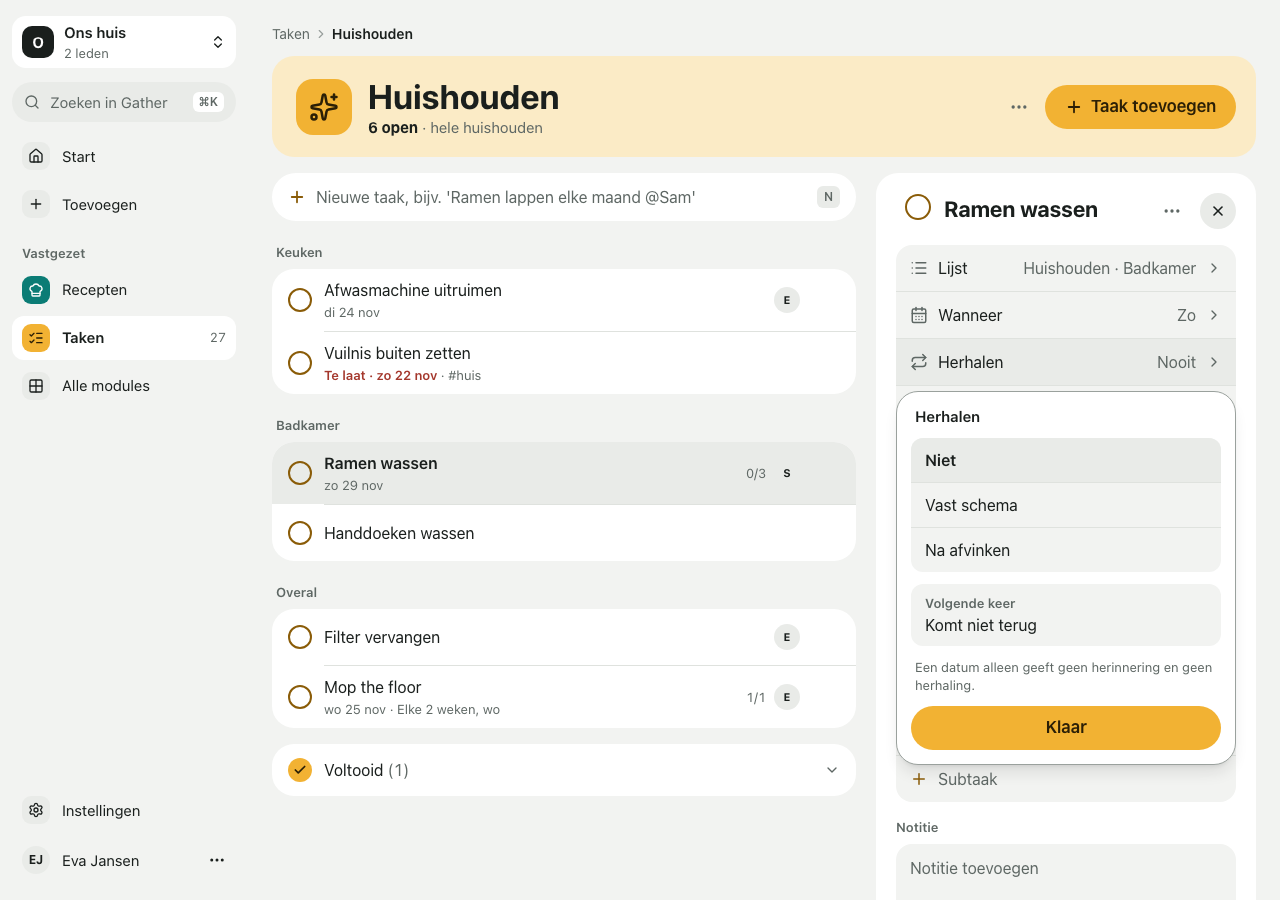 O
Ons huis
2 leden
Zoeken in Gather
⌘K
Start
Toevoegen
Vastgezet
Recepten
Taken
27
Alle modules
Instellingen
EJ
Eva Jansen
Taken > Huishouden
Huishouden
6 open · hele huishouden
Taak toevoegen
Nieuwe taak, bijv. 'Ramen lappen elke maand @Sam'
N
Keuken
Afwasmachine uitruimen
di 24 nov
E
Vuilnis buiten zetten
Te laat · zo 22 nov · #huis
Badkamer
Ramen wassen
zo 29 nov
0/3
S
Handdoeken wassen
Overal
Filter vervangen
E
Mop the floor
wo 25 nov · Elke 2 weken, wo
1/1
E
Voltooid (1)
Ramen wassen
Lijst
Huishouden · Badkamer
Wanneer
Zo
Herhalen
Nooit
Herhalen
Niet
Vast schema
Na afvinken
Volgende keer
Komt niet terug
Een datum alleen geeft geen herinnering en geen
herhaling.
Klaar
Subtaak
Notitie
Notitie toevoegen